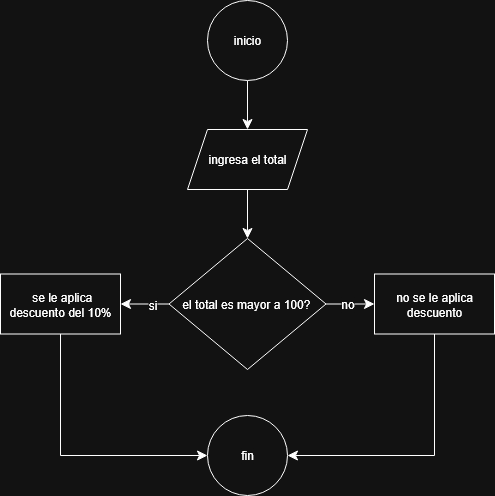 inicio
ingresa el total
el total es mayor a 100?
si
no
se le aplica
descuento del 10%
no se le aplica
descuento
fin